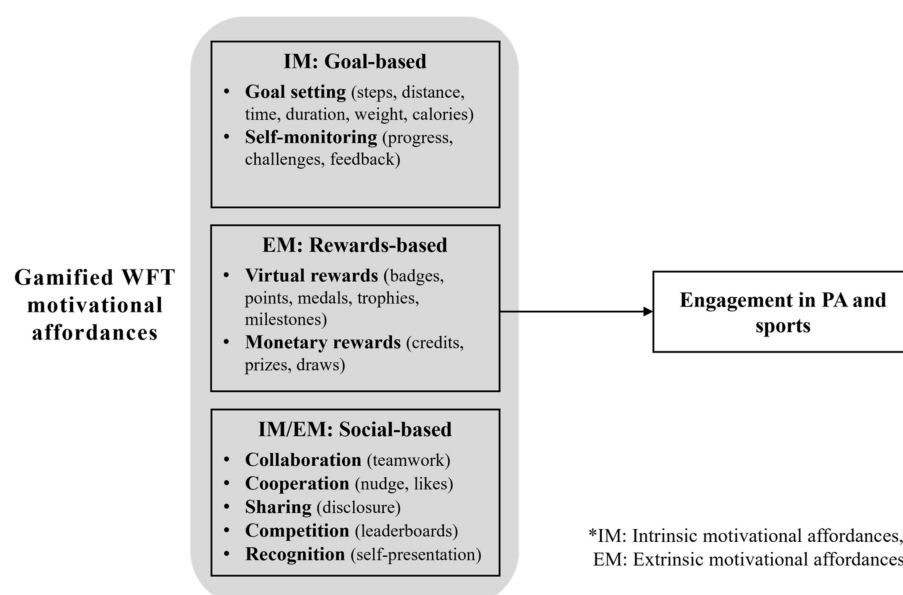 IM: Goal-based
• Goal setting (steps, distance,
time, duration, weight, calories)
• Self-monitoring (progress,
challenges, feedback)
EM: Rewards-based
• Virtual rewards (badges,
points, medals, trophies,
milestones)
• Monetary rewards (credits,
prizes, draws)
IM/EM: Social-based
• Collaboration (teamwork)
• Cooperation (nudge, likes)
• Sharing (disclosure)
• Competition (leaderboards)
• Recognition (self-presentation)
Gamified WFT
motivational
affordances
Engagement in PA and
sports
*IM: Intrinsic motivational affordances,
EM: Extrinsic motivational affordances